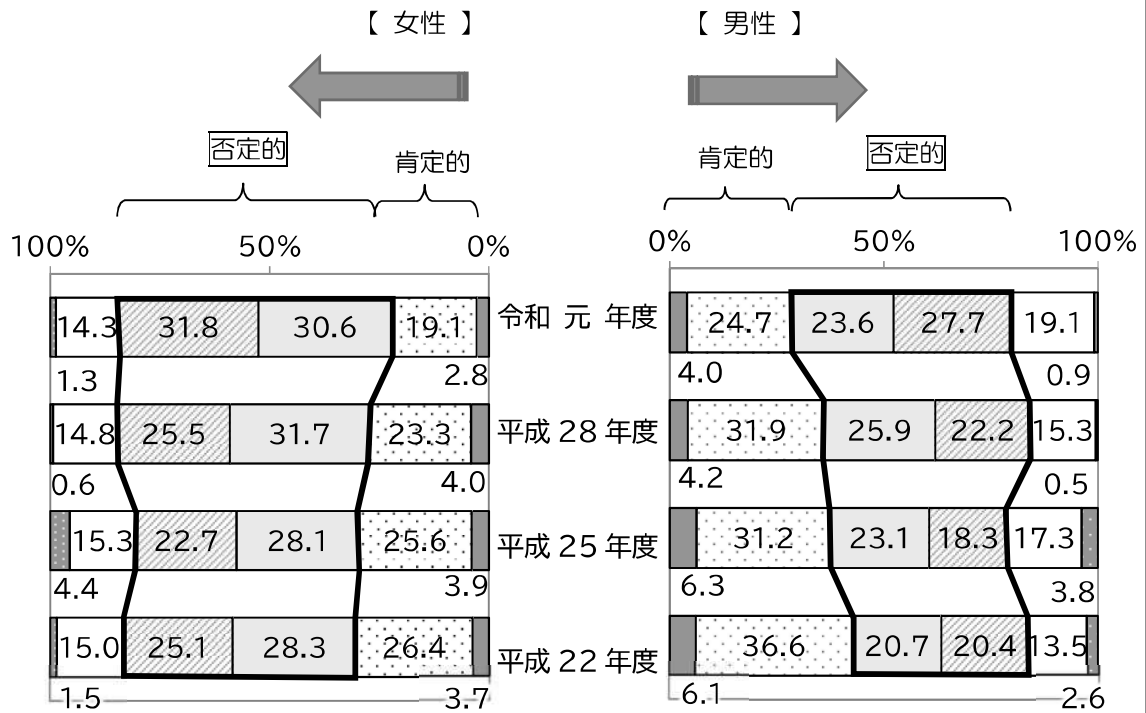 【 女性 】 【 男性 】
否定的 肯定的 肯定的 否定的
100% 50% 0% 0% 50% 100%
14.3 31.8 30.6 19.1 令和 元 年度 24.7 23.6 27.7 19.1
1.3 2.8 4.0 0.9
14.8 25.5 31.7 23.3 平成 28 年度 31.9 25.9 22.2 15.3
0.6 4.0 4.2 0.5
15.3 22.7 28.1 25.6 平成 25 年度 31.2 23.1 18.3 17.3
4.4 3.9 6.3 3.8
15.0 25.1 28.3 26.4 平成 22 年度 36.6 20.7 20.4 13.5
1.5 3.7 6.1 2.6